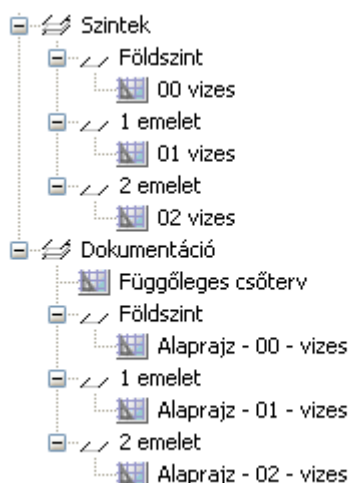 Szintek
Földszint
00 vizes
1 emelet
01 vizes
2 emelet
02 vizes
Dokumentáció
Függőleges csőterv
Földszint
Alaprajz - 00 - vizes
1 emelet
Alaprajz - 01 - vizes
2 emelet
Alaprajz - 02 - vizes